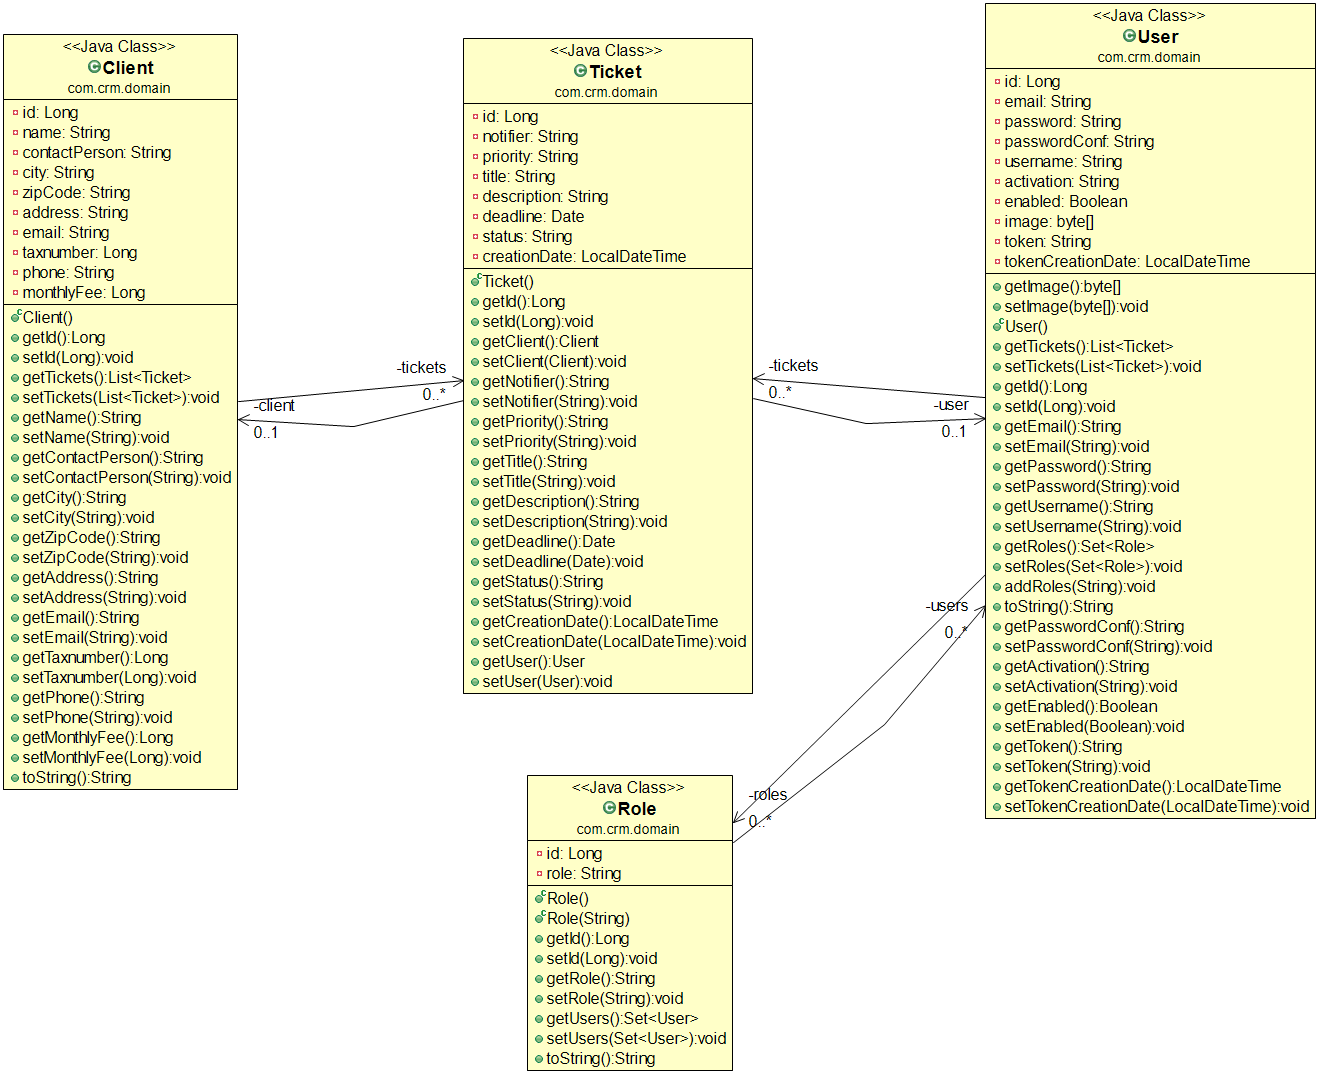 <<Java Class>>
Client
com.crm.domain
id: Long
name: String
contactPerson: String
city: String
zipCode: String
address: String
email: String
taxnumber: Long
phone: String
monthlyFee: Long
Client()
getId():Long
setId(Long):void
getTickets():List<Ticket>
setTickets(List<Ticket>):void
getName():String
setName(String):void
getContactPerson():String
setContactPerson(String):void
getCity():String
setCity(String):void
getZipCode():String
setZipCode(String):void
getAddress():String
setAddress(String):void
getEmail():String
setEmail(String):void
getTaxnumber():Long
setTaxnumber(Long):void
getPhone():String
setPhone(String):void
getMonthlyFee():Long
setMonthlyFee(Long):void
toString():String
-tickets
0..*
-client
0..1
<<Java Class>>
Ticket
com.crm.domain
id: Long
notifier: String
priority: String
title: String
description: String
deadline: Date
status: String
creationDate: LocalDateTime
Ticket()
getId():Long
setId(Long):void
getClient():Client
setClient(Client):void
getNotifier():String
setNotifier(String):void
getPriority():String
setPriority(String):void
getTitle():String
setTitle(String):void
getDescription():String
setDescription(String):void
getDeadline():Date
setDeadline(Date):void
getStatus():String
setStatus(String):void
getCreationDate():LocalDateTime
setCreationDate(LocalDateTime):void
getUser():User
setUser(User):void
-tickets
0..*
-user
0..1
<<Java Class>>
User
com.crm.domain
id: Long
email: String
password: String
passwordConf: String
username: String
activation: String
enabled: Boolean
image: byte[]
token: String
tokenCreationDate: LocalDateTime
getImage():byte[]
setImage(byte[]):void
User()
getTickets():List<Ticket>
setTickets(List<Ticket>):void
getId():Long
setId(Long):void
getEmail():String
setEmail(String):void
getPassword():String
setPassword(String):void
getUsername():String
setUsername(String):void
getRoles():Set<Role>
setRoles(Set<Role>):void
addRoles(String):void
toString():String
getPasswordConf():String
setPasswordConf(String):void
getActivation():String
setActivation(String):void
getEnabled():Boolean
setEnabled(Boolean):void
getToken():String
setToken(String):void
getTokenCreationDate():LocalDateTime
setTokenCreationDate(LocalDateTime):void
-users
0..*
-roles
0..*
<<Java Class>>
Role
com.crm.domain
id: Long
role: String
Role()
Role(String)
getId():Long
setId(Long):void
getRole():String
setRole(String):void
getUsers():Set<User>
setUsers(Set<User>):void
toString():String